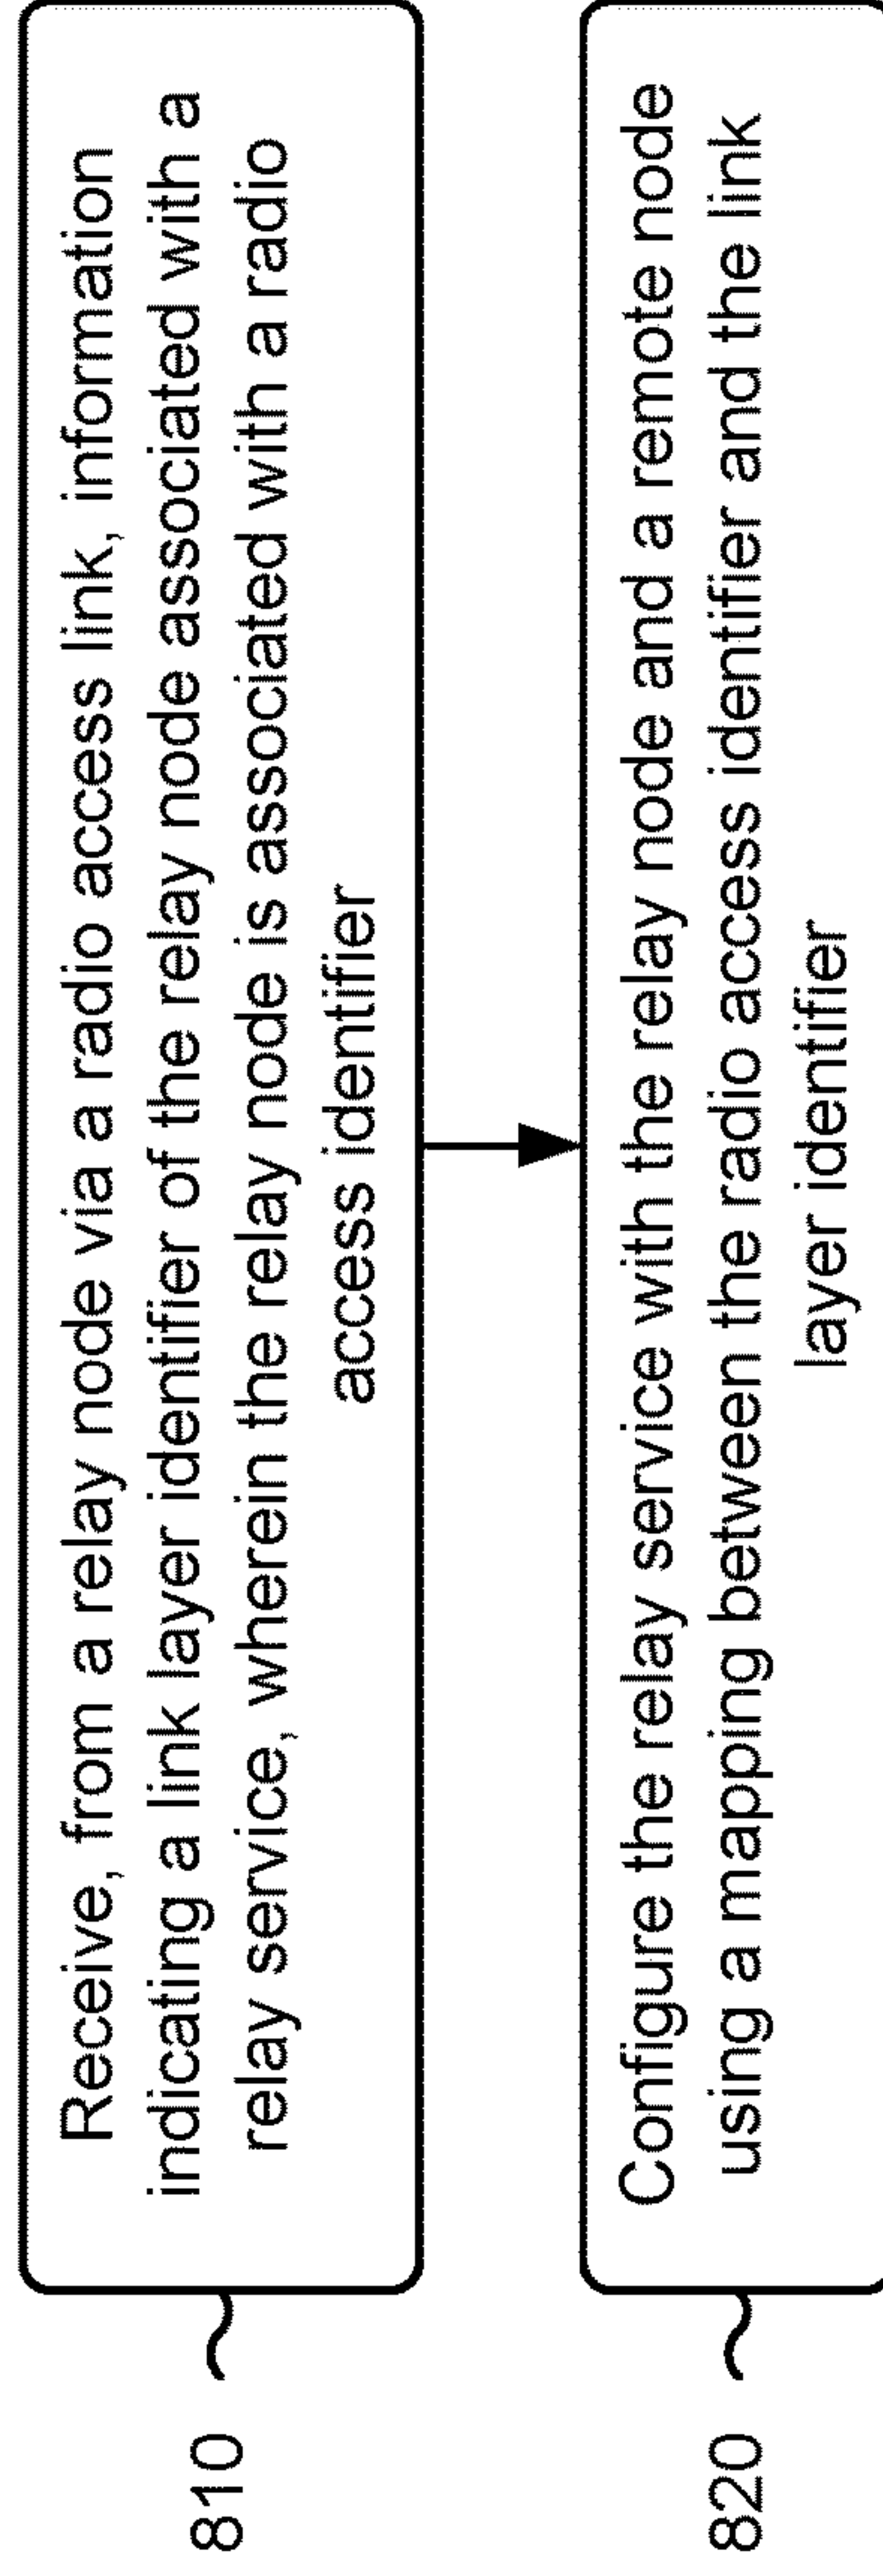 810
Receive, from a relay node via a radio access link, information
indicating a link layer identifier of the relay node associated with a
relay service, wherein the relay node is associated with a radio
access identifier
820
Configure the relay service with the relay node and a remote node
using a mapping between the radio access identifier and the link
layer identifier